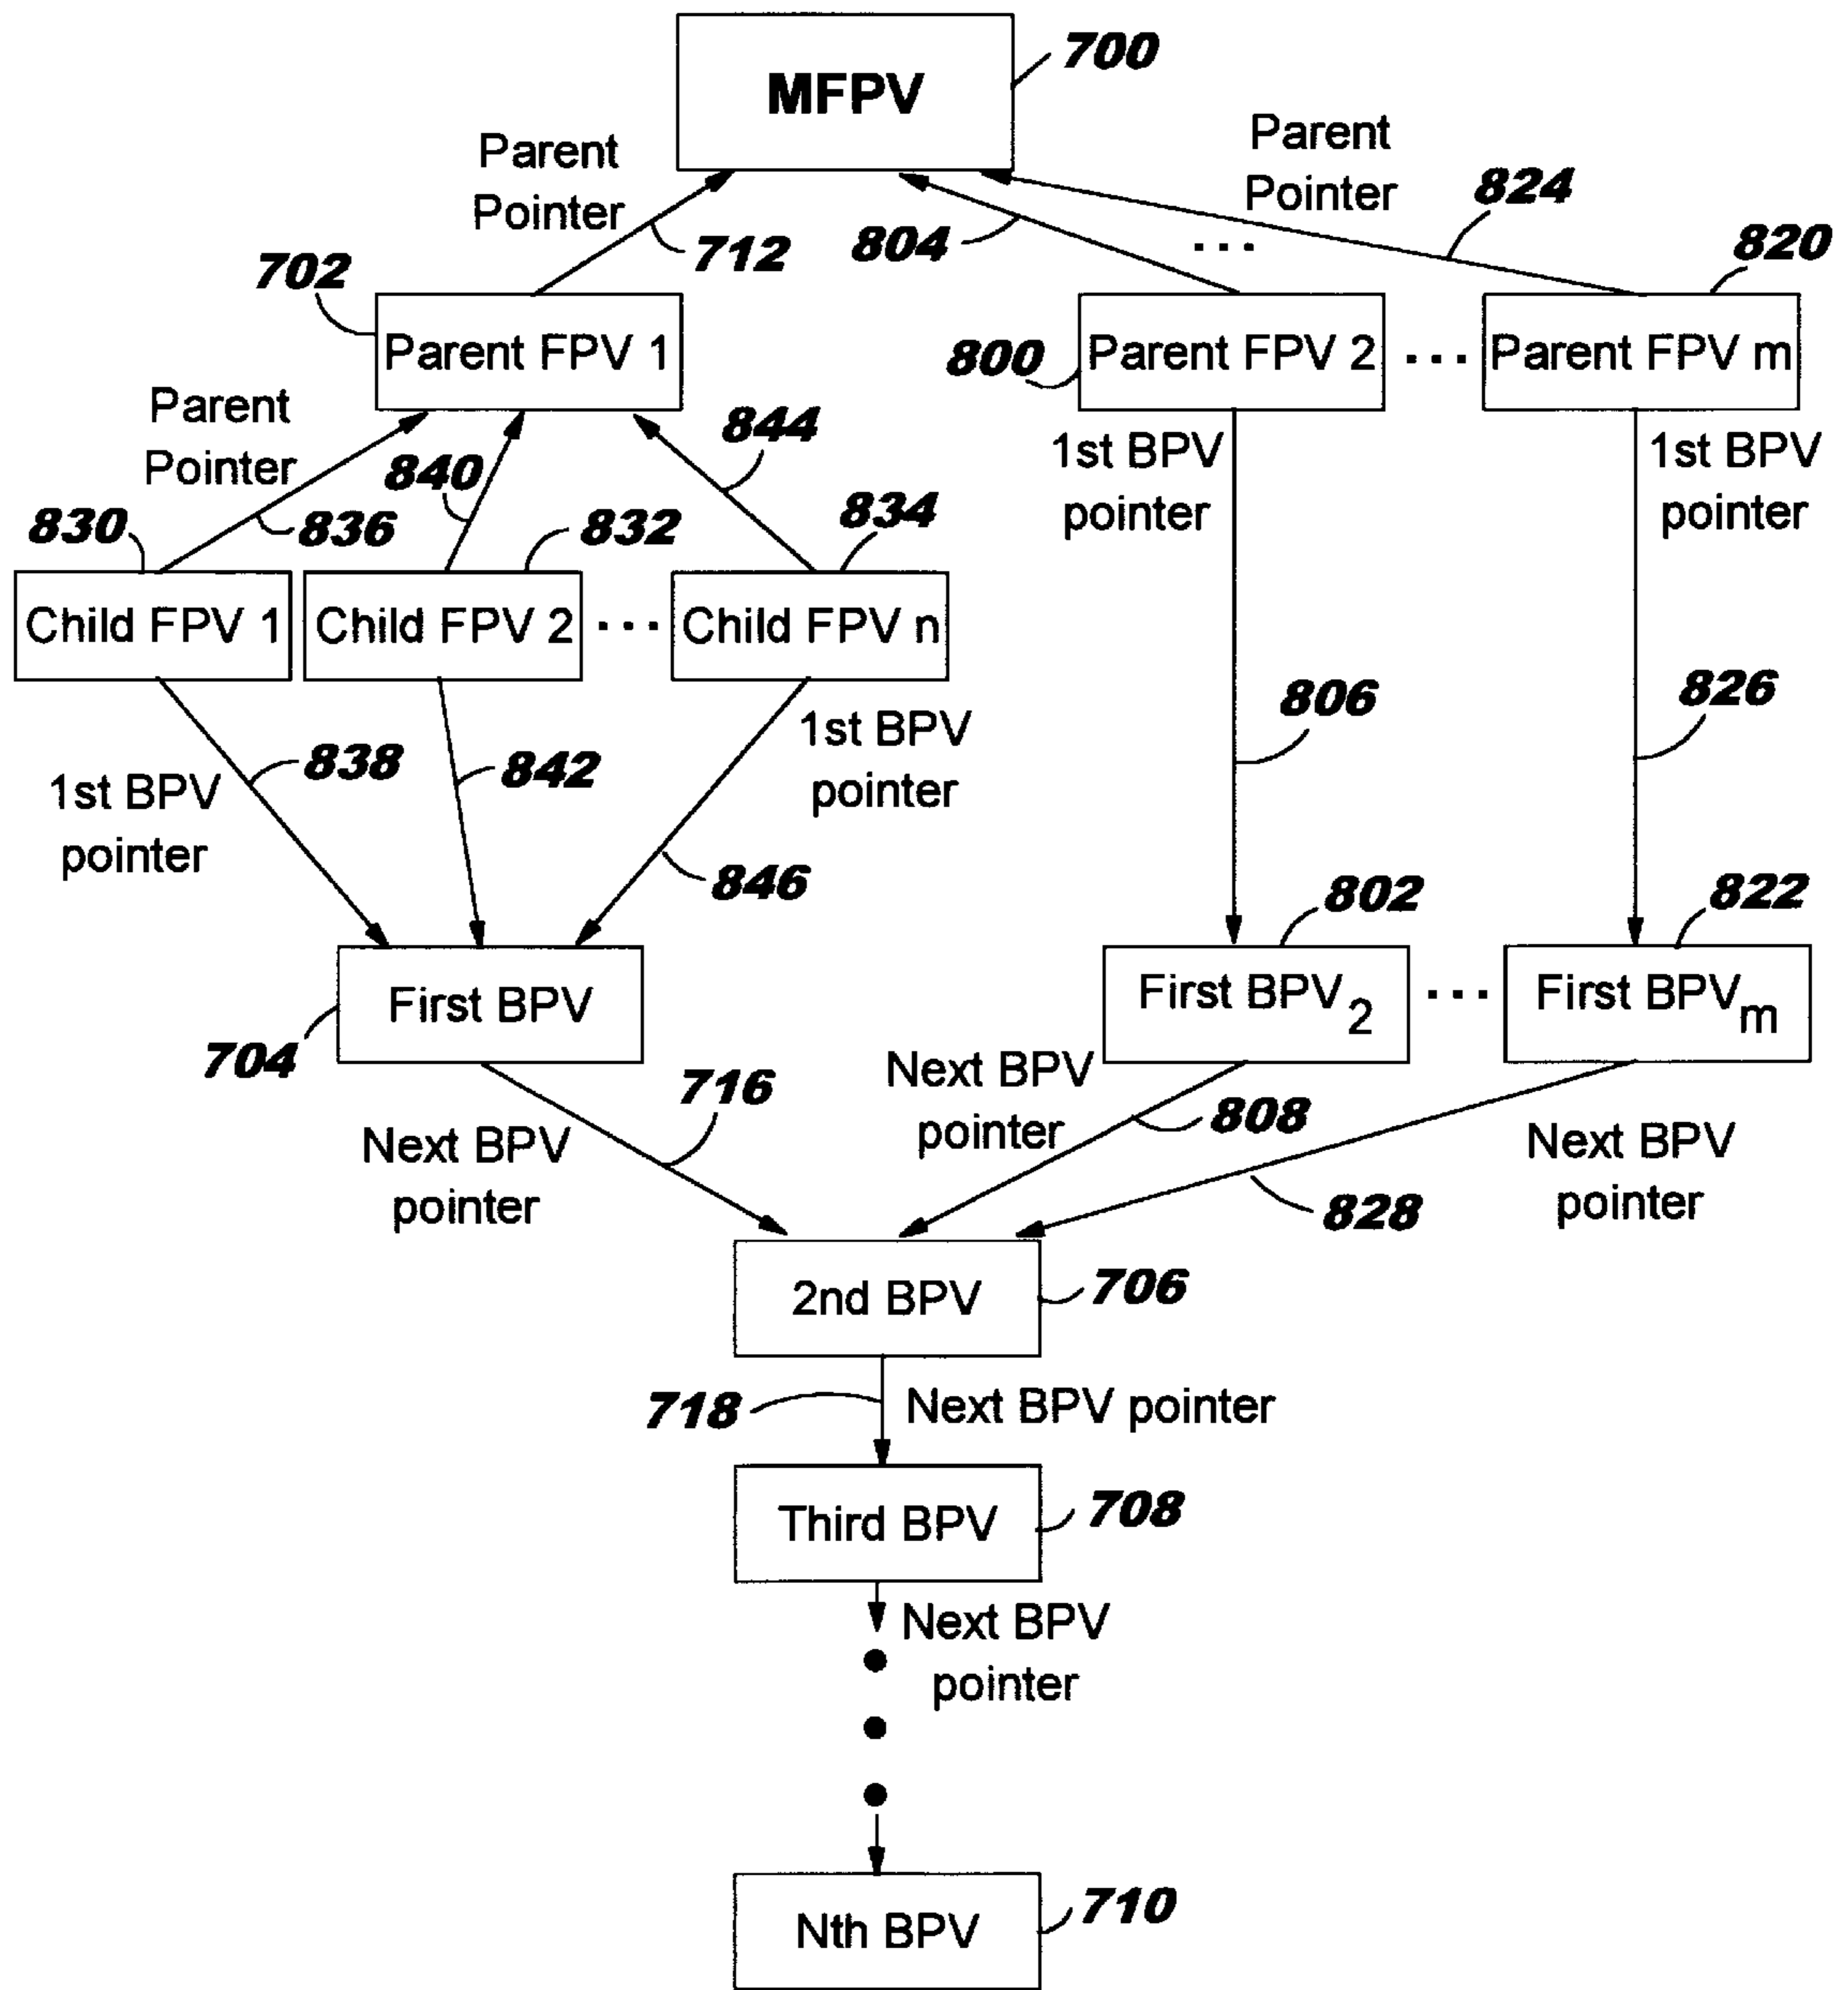 MFPV
700
Parent
Pointer
712
804
Parent
Pointer
824
...
820
702
Parent FPV 1
800
Parent FPV 2
...
Parent FPV m
Parent
Pointer
836
840
844
1st BPV
pointer
1st BPV
pointer
830
832
834
Child FPV 1
Child FPV 2
...
Child FPV n
806
826
1st BPV
pointer
838
842
1st BPV
pointer
846
802
822
First BPV
704
First BPV2
...
First BPVm
Next BPV
pointer
716
Next BPV
pointer
808
Next BPV
pointer
828
2nd BPV
706
718
Next BPV pointer
Third BPV
708
Next BPV
pointer
Nth BPV
710